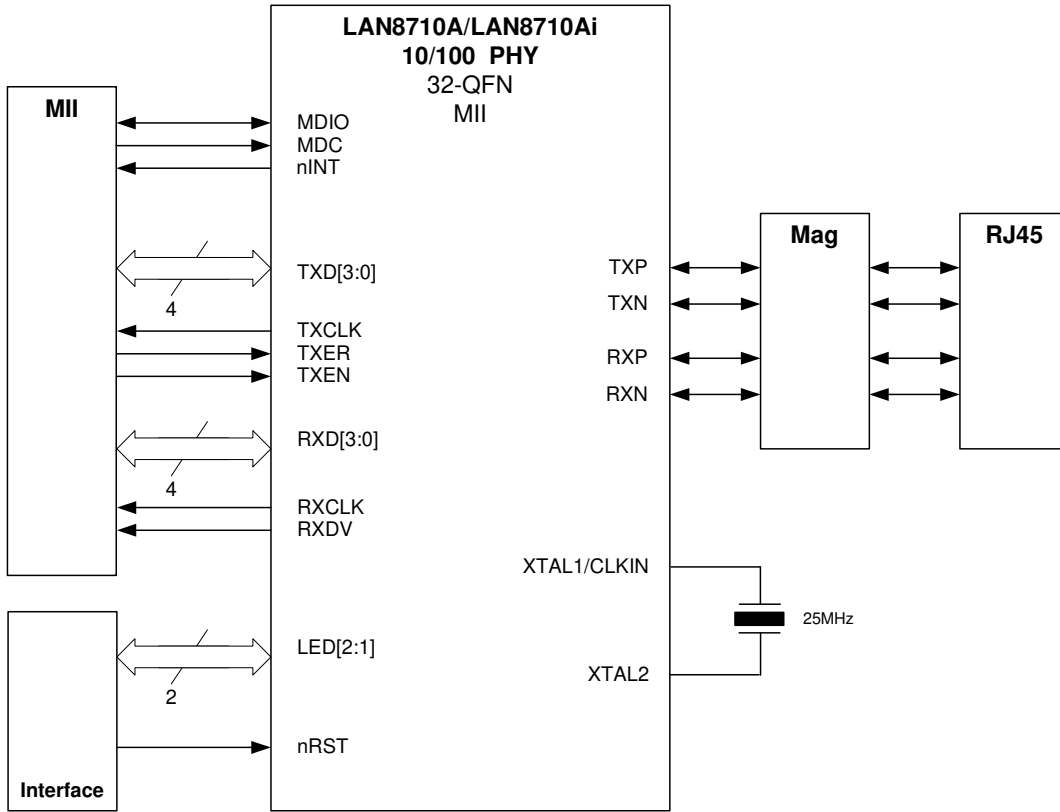 LAN8710A/LAN8710Ai
10/100 PHY
32-QFN
MII
MII
MDIO
MDC
nINT
TXD[3:0]
4
TXCLK
TXER
TXEN
RXD[3:0]
4
RXCLK
RXDV
Mag
RJ45
TXP
TXN
RXP
RXN
XTAL1/CLKIN
25MHz
XTAL2
LED[2:1]
2
nRST
Interface